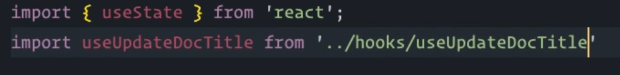 import { useState } from 'react';
import useUpdateDocTitle from '../hooks/useUpdateDocTitle'